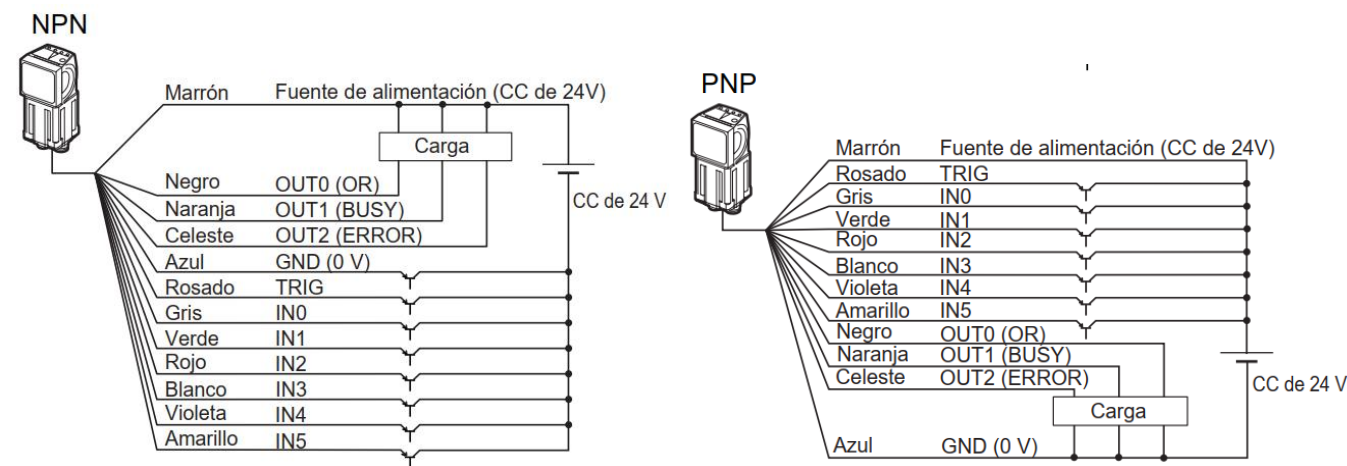 NPN
Marrón Fuente de alimentación (CC de 24V)
Carga
CC de 24 V
Negro OUT0 (OR)
Naranja OUT1 (BUSY)
Celeste OUT2 (ERROR)
Azul GND (0 V)
Rosado TRIG
Gris IN0
Verde IN1
Rojo IN2
Blanco IN3
Violeta IN4
Amarillo IN5
PNP
Marrón Fuente de alimentación (CC de 24V)
Rosado TRIG
Gris IN0
Verde IN1
Rojo IN2
Blanco IN3
Violeta IN4
Amarillo IN5
Negro OUT0 (OR)
Naranja OUT1 (BUSY)
Celeste OUT2 (ERROR)
CC de 24 V
Carga
Azul GND (0 V)